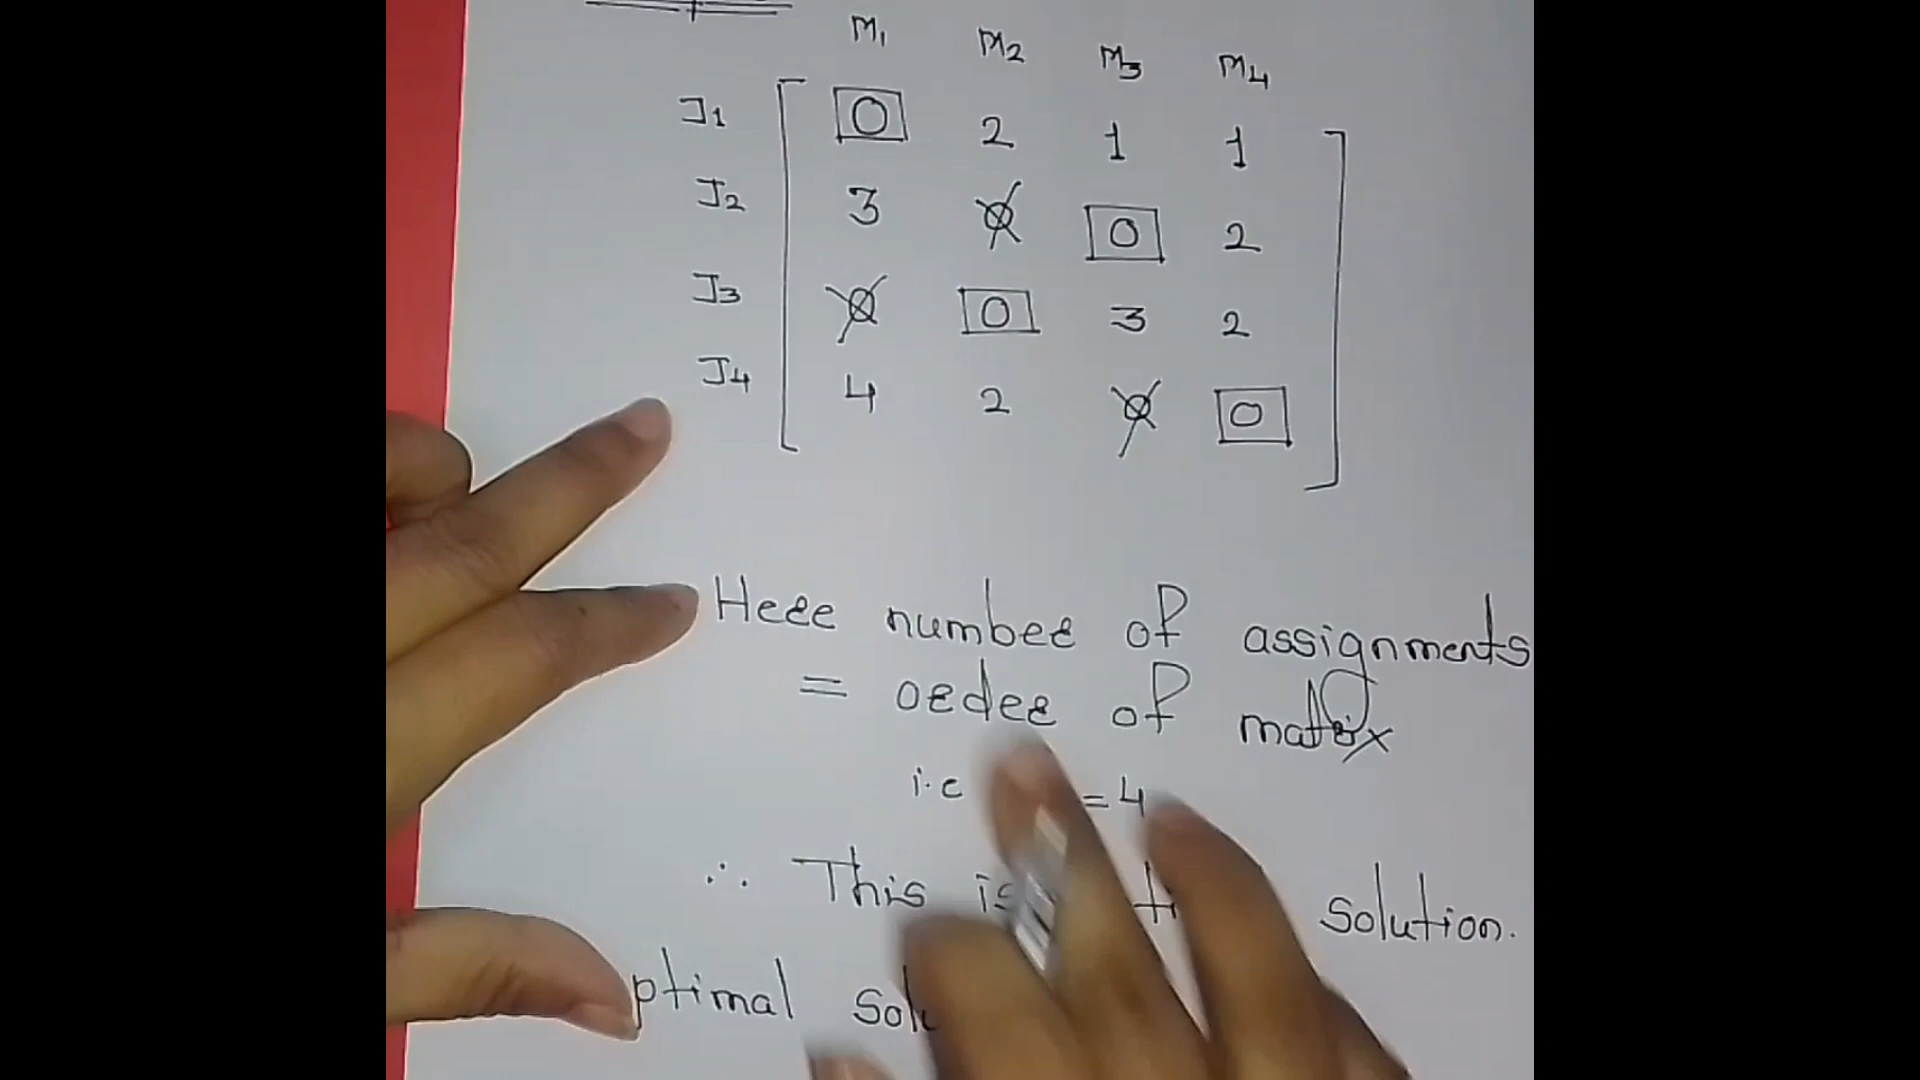 M1 M2 M3 M4
J1 0 2 1 1
J2 3 0 0 2
J3 0 0 3 2
J4 4 2 0 0
Here number of assignments
= order of matrix
i.e = 4
∴ This is solution.
ptimal